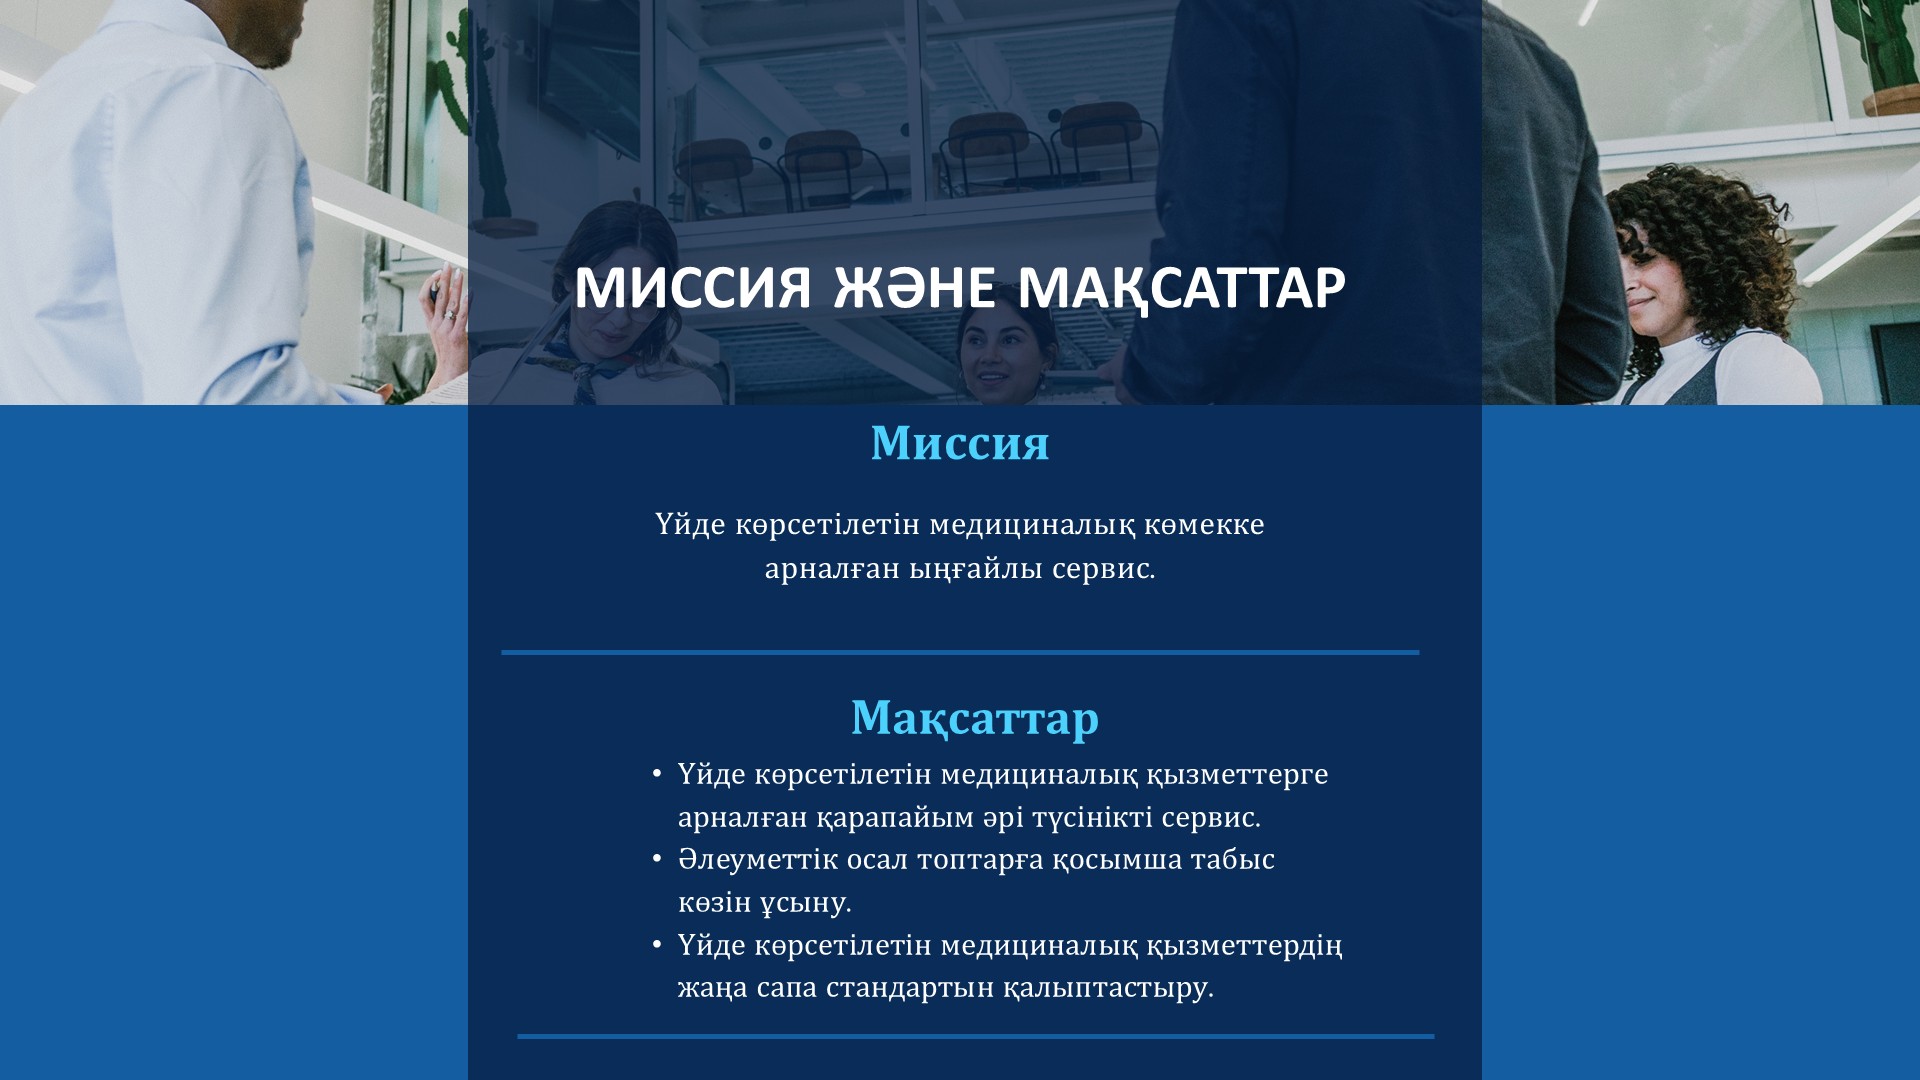 МИССИЯ ЖӘНЕ МАҚСАТТАР
Миссия
Үйде көрсетілетін медициналық көмекке
арналған ыңғайлы сервис.
Мақсаттар
• Үйде көрсетілетін медициналық қызметтерге
арналған қарапайым әрі түсінікті сервис.
• Әлеуметтік осал топтарға қосымша табыс
көзін ұсыну.
• Үйде көрсетілетін медициналық қызметтердің
жаңа сапа стандартын қалыптастыру.